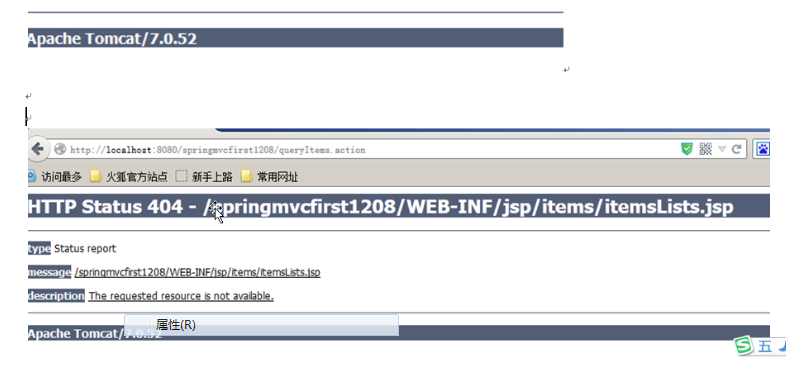 Apache Tomcat/7.0.52
http://localhost:8080/springmvcfirst1208/queryItems.action
访问最多 火狐官方站点 新手上路 常用网址
HTTP Status 404 - /springmvcfirst1208/WEB-INF/jsp/items/itemsLists.jsp
type Status report
message /springmvcfirst1208/WEB-INF/jsp/items/itemsLists.jsp
description The requested resource is not available.
属性(R)
Apache Tomcat/7.0.52
五